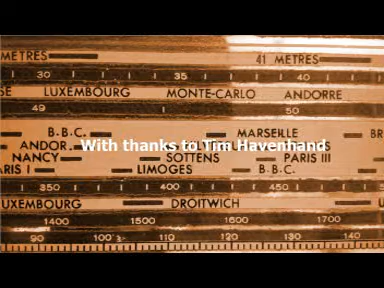 METRES 41 METRES
30 35 40
SE LUXEMBOURG MONTE-CARLO ANDORRE
49 50
B.B.C. MARSEILLE BR
ANDOR.
With thanks to Tim Havenhand
NANCY SOTTENS PARIS III
ARIS I LIMOGES B.B.C.
350 400 450
UXEMBOURG DROITWICH
1400 1500 1600 1700
90 100 110 120 130 140